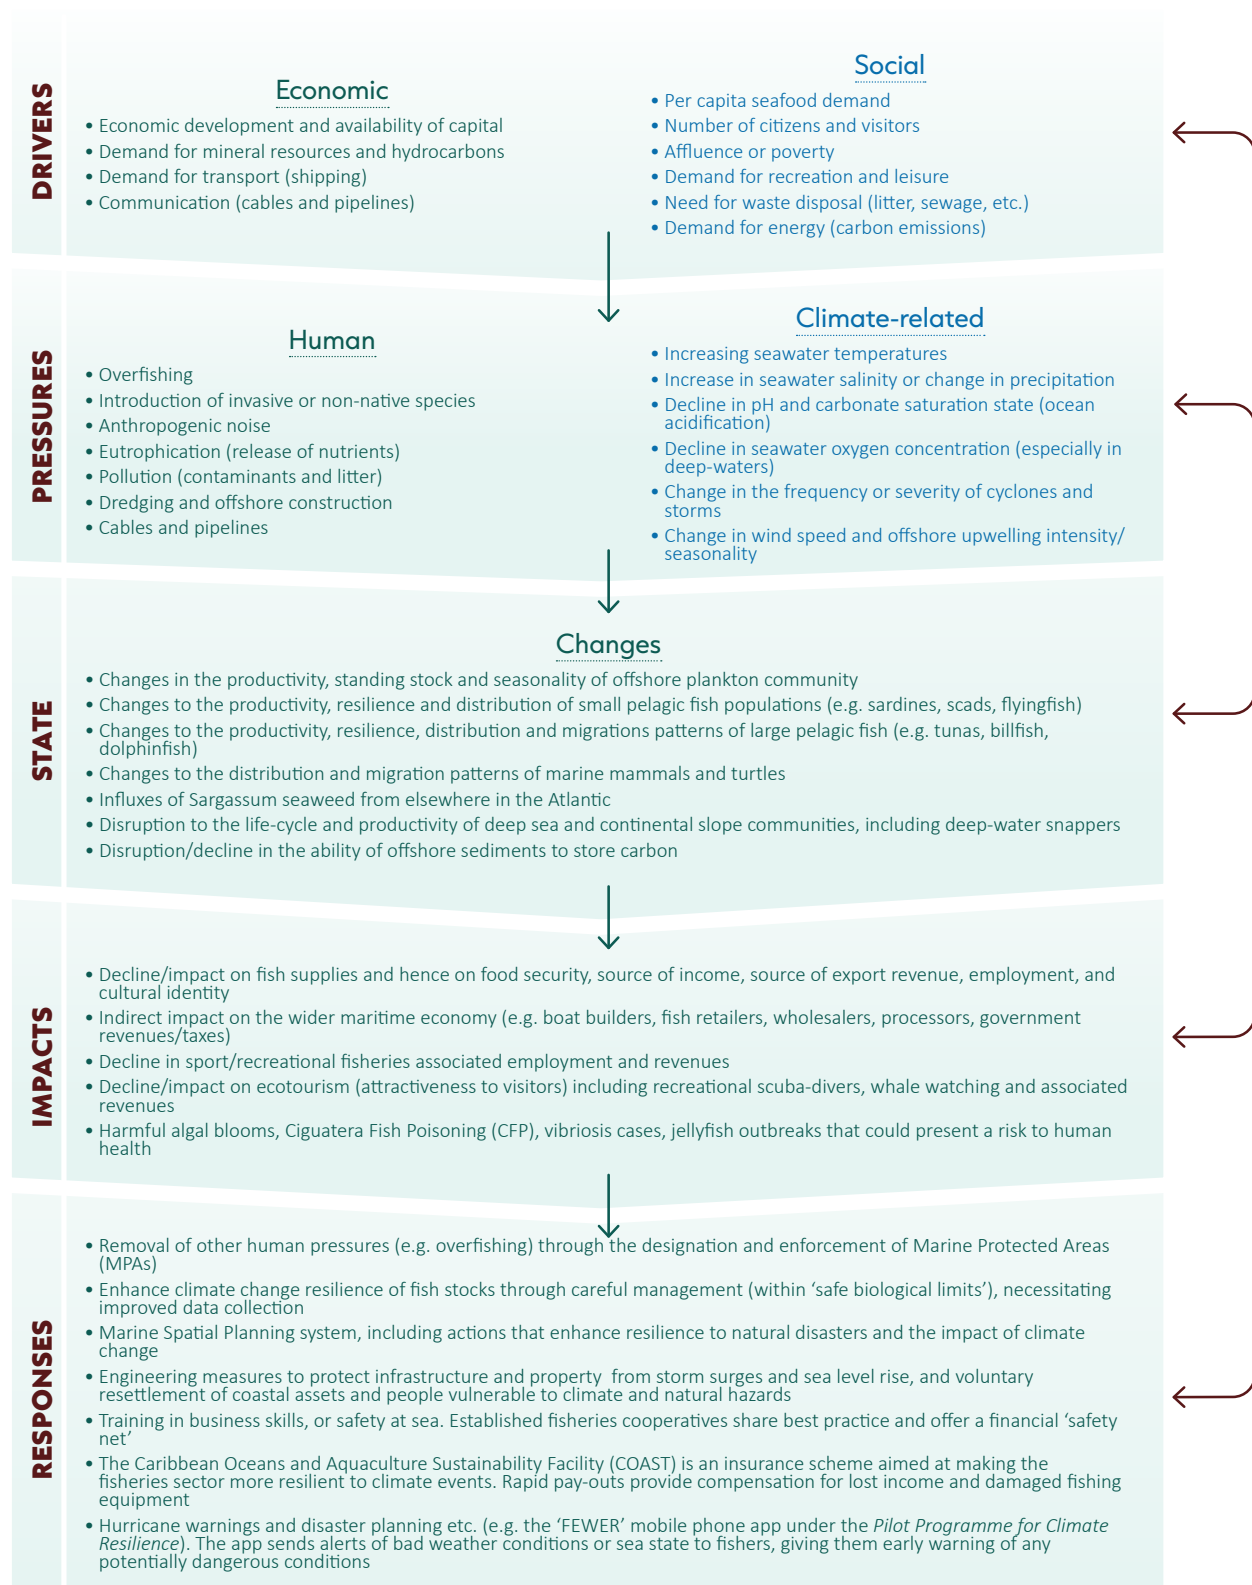 DRIVERS
Economic
• Economic development and availability of capital
• Demand for mineral resources and hydrocarbons
• Demand for transport (shipping)
• Communication (cables and pipelines)
Social
• Per capita seafood demand
• Number of citizens and visitors
• Affluence or poverty
• Demand for recreation and leisure
• Need for waste disposal (litter, sewage, etc.)
• Demand for energy (carbon emissions)
PRESSURES
Human
• Overfishing
• Introduction of invasive or non-native species
• Anthropogenic noise
• Eutrophication (release of nutrients)
• Pollution (contaminants and litter)
• Dredging and offshore construction
• Cables and pipelines
Climate-related
• Increasing seawater temperatures
• Increase in seawater salinity or change in precipitation
• Decline in pH and carbonate saturation state (ocean
acidification)
• Decline in seawater oxygen concentration (especially in
deep-waters)
• Change in the frequency or severity of cyclones and
storms
• Change in wind speed and offshore upwelling intensity/
seasonality
STATE
Changes
• Changes in the productivity, standing stock and seasonality of offshore plankton community
• Changes to the productivity, resilience and distribution of small pelagic fish populations (e.g. sardines, scads, flyingfish)
• Changes to the productivity, resilience, distribution and migrations patterns of large pelagic fish (e.g. tunas, billfish,
dolphinfish)
• Changes to the distribution and migration patterns of marine mammals and turtles
• Influxes of Sargassum seaweed from elsewhere in the Atlantic
• Disruption to the life-cycle and productivity of deep sea and continental slope communities, including deep-water snappers
• Disruption/decline in the ability of offshore sediments to store carbon
IMPACTS
• Decline/impact on fish supplies and hence on food security, source of income, source of export revenue, employment, and
cultural identity
• Indirect impact on the wider maritime economy (e.g. boat builders, fish retailers, wholesalers, processors, government
revenues/taxes)
• Decline in sport/recreational fisheries associated employment and revenues
• Decline/impact on ecotourism (attractiveness to visitors) including recreational scuba-divers, whale watching and associated
revenues
• Harmful algal blooms, Ciguatera Fish Poisoning (CFP), vibriosis cases, jellyfish outbreaks that could present a risk to human
health
RESPONSES
• Removal of other human pressures (e.g. overfishing) through the designation and enforcement of Marine Protected Areas
(MPAs)
• Enhance climate change resilience of fish stocks through careful management (within ‘safe biological limits’), necessitating
improved data collection
• Marine Spatial Planning system, including actions that enhance resilience to natural disasters and the impact of climate
change
• Engineering measures to protect infrastructure and property from storm surges and sea level rise, and voluntary
resettlement of coastal assets and people vulnerable to climate and natural hazards
• Training in business skills, or safety at sea. Established fisheries cooperatives share best practice and offer a financial ‘safety
net’
• The Caribbean Oceans and Aquaculture Sustainability Facility (COAST) is an insurance scheme aimed at making the
fisheries sector more resilient to climate events. Rapid pay-outs provide compensation for lost income and damaged fishing
equipment
• Hurricane warnings and disaster planning etc. (e.g. the ‘FEWER’ mobile phone app under the Pilot Programme for Climate
Resilience). The app sends alerts of bad weather conditions or sea state to fishers, giving them early warning of any
potentially dangerous conditions